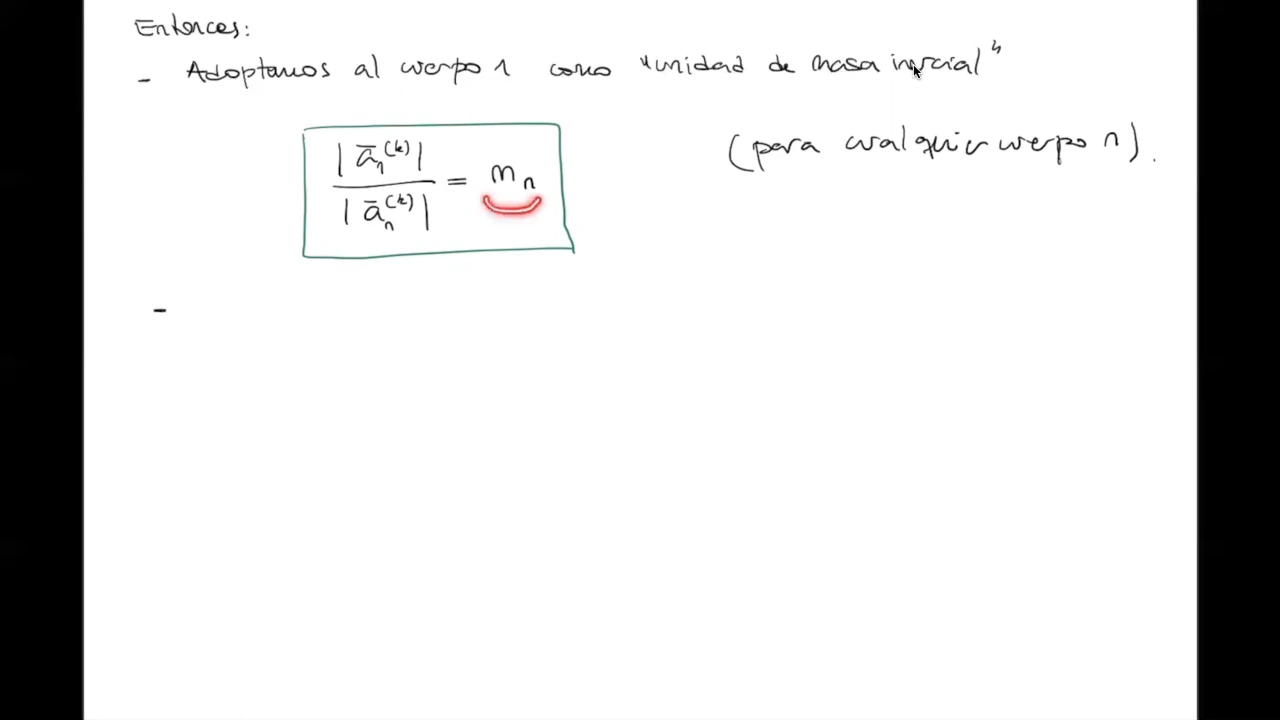 Entonces:
- Adoptamos al cuerpo 1 como "unidad de masa inercial"
|ā₁⁽ᵏ⁾| / |āₙ⁽ᵏ⁾| = mₙ
(para cualquier cuerpo n).
-